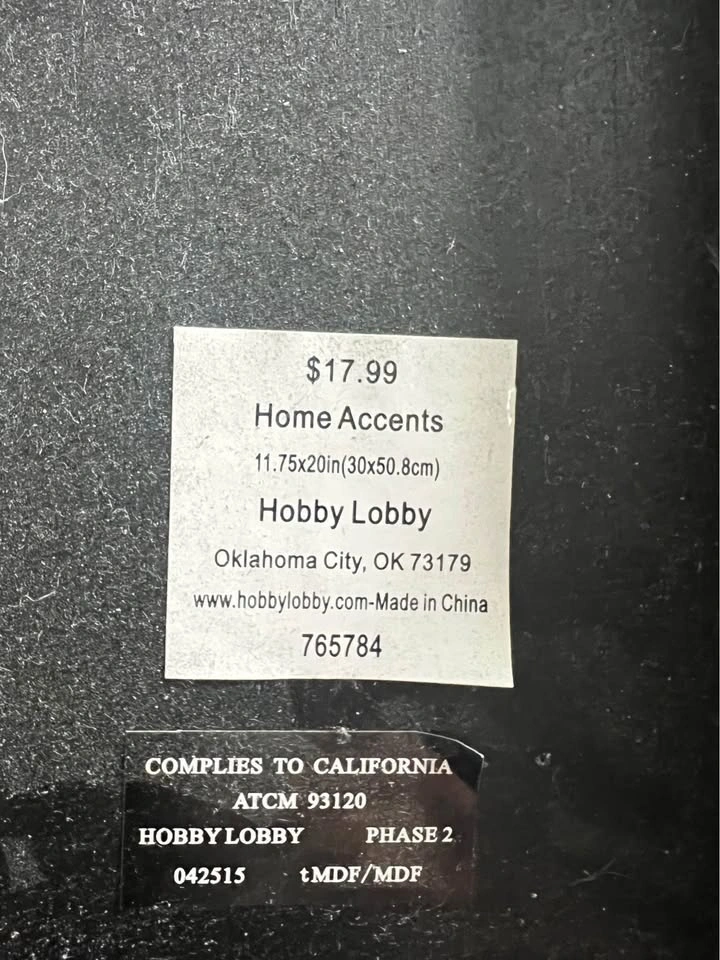 $17.99
Home Accents
11.75x20in(30x50.8cm)
Hobby Lobby
Oklahoma City, OK 73179
www.hobbylobby.com-Made in China
765784
COMPLIES TO CALIFORNIA
ATCM 93120
HOBBY LOBBY PHASE 2
042515 tMDF/MDF